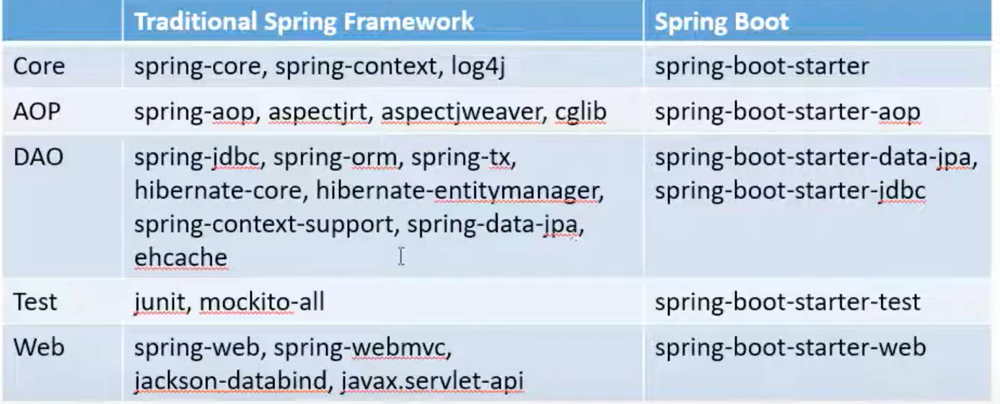 Traditional Spring Framework Spring Boot
Core spring-core, spring-context, log4j spring-boot-starter
AOP spring-aop, aspectjrt, aspectjweaver, cglib spring-boot-starter-aop
DAO spring-jdbc, spring-orm, spring-tx, spring-boot-starter-data-jpa,
hibernate-core, hibernate-entitymanager, spring-boot-starter-jdbc
spring-context-support, spring-data-jpa,
ehcache
Test junit, mockito-all spring-boot-starter-test
Web spring-web, spring-webmvc, spring-boot-starter-web
jackson-databind, javax.servlet-api